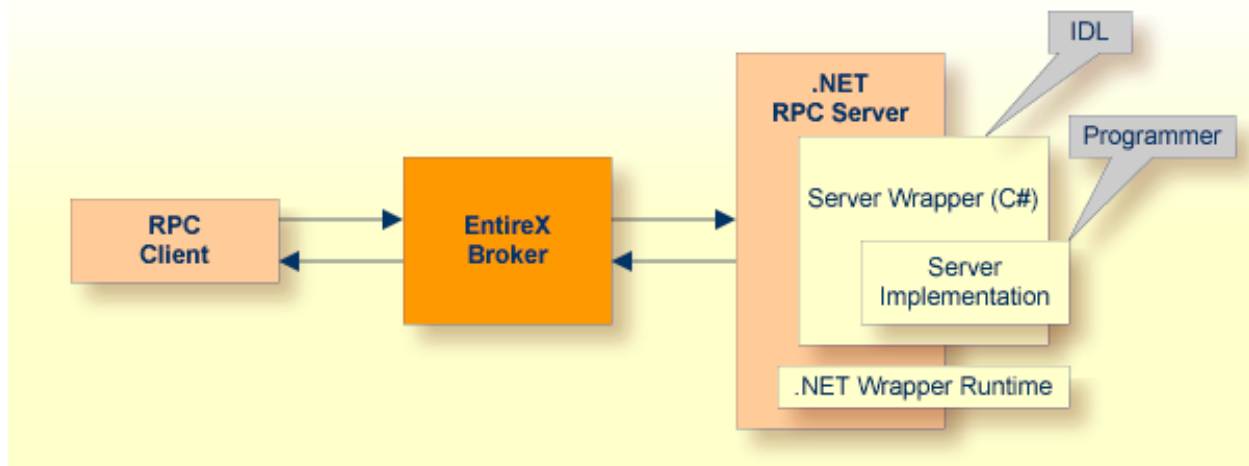 IDL
.NET
RPC Server
Programmer
Server Wrapper (C#)
RPC
Client
EntireX
Broker
Server
Implementation
.NET Wrapper Runtime